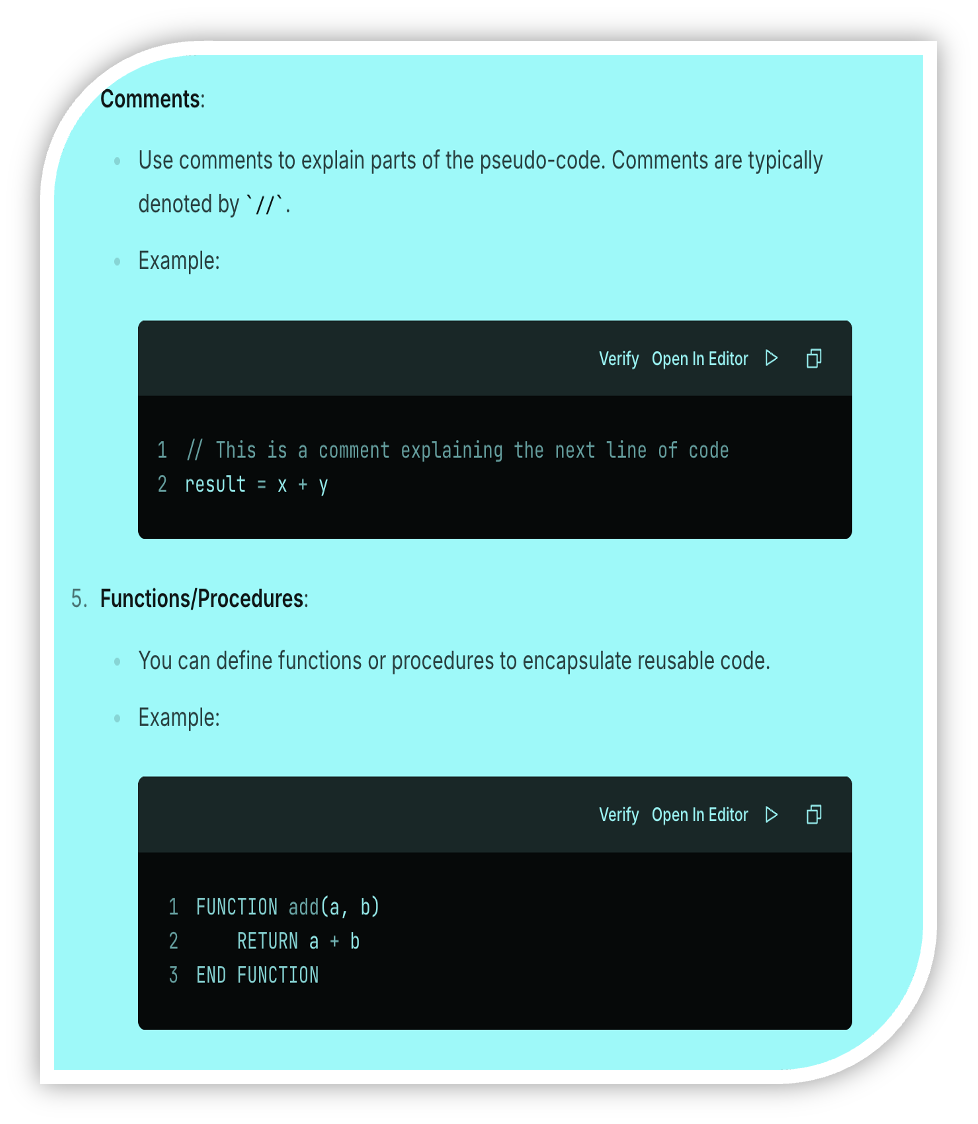 Comments:
Use comments to explain parts of the pseudo-code. Comments are typically
denoted by `//`.
Example:
Verify Open In Editor
1 // This is a comment explaining the next line of code
2 result = x + y
5. Functions/Procedures:
You can define functions or procedures to encapsulate reusable code.
Example:
Verify Open In Editor
1 FUNCTION add(a, b)
2     RETURN a + b
3 END FUNCTION